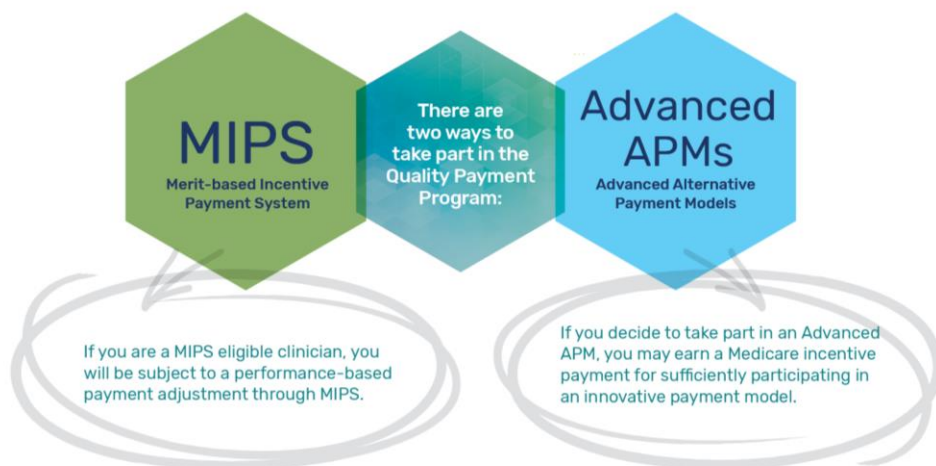 MIPS
Merit-based Incentive
Payment System
There are
two ways to
take part in the
Quality Payment
Program:
Advanced
APMs
Advanced Alternative
Payment Models
If you are a MIPS eligible clinician, you
will be subject to a performance-based
payment adjustment through MIPS.
If you decide to take part in an Advanced
APM, you may earn a Medicare incentive
payment for sufficiently participating in
an innovative payment model.